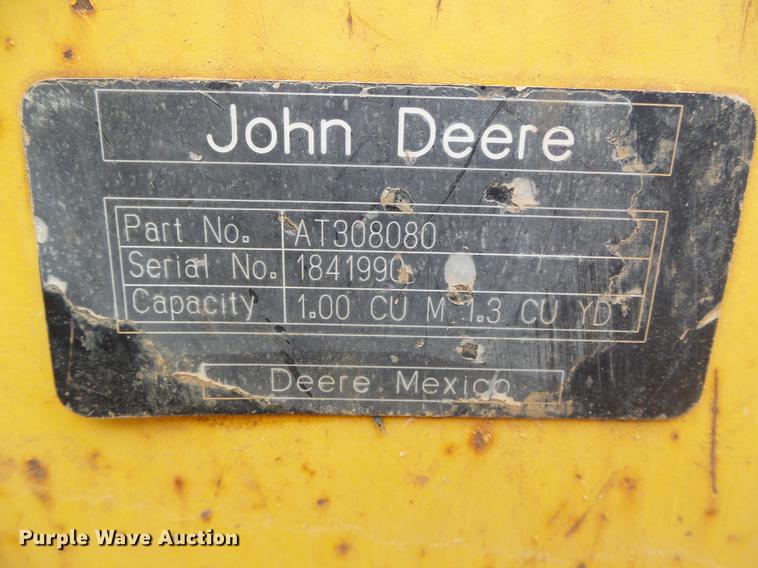 John Deere
Part No. AT308080
Serial No.
Capacity 1.00 CU M 1.3 CU YD
Deere Mexico
Purple Wave Auction